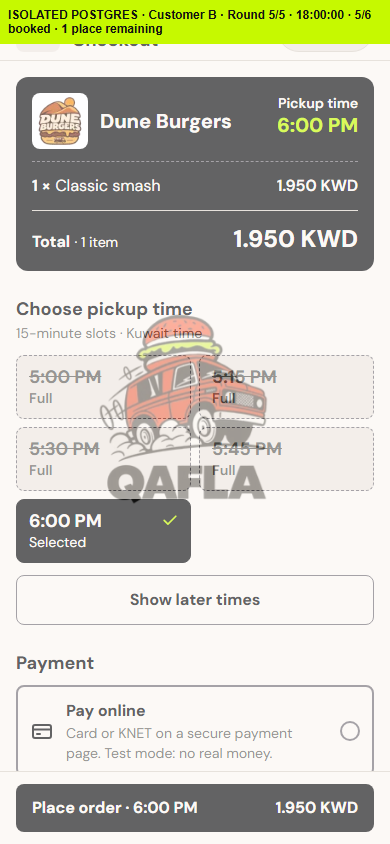 ISOLATED POSTGRES · Customer B · Round 5/5 · 18:00:00 · 5/6
booked · 1 place remaining
Checkout
DUNE
BURGERS
Dune Burgers
Pickup time
6:00 PM
1 × Classic smash
1.950 KWD
Total · 1 item
1.950 KWD
Choose pickup time
15-minute slots · Kuwait time
5:00 PM
Full
5:15 PM
Full
5:30 PM
Full
5:45 PM
Full
QAFLA
6:00 PM
Selected
Show later times
Payment
Pay online
Card or KNET on a secure payment
page. Test mode: no real money.
Place order · 6:00 PM
1.950 KWD